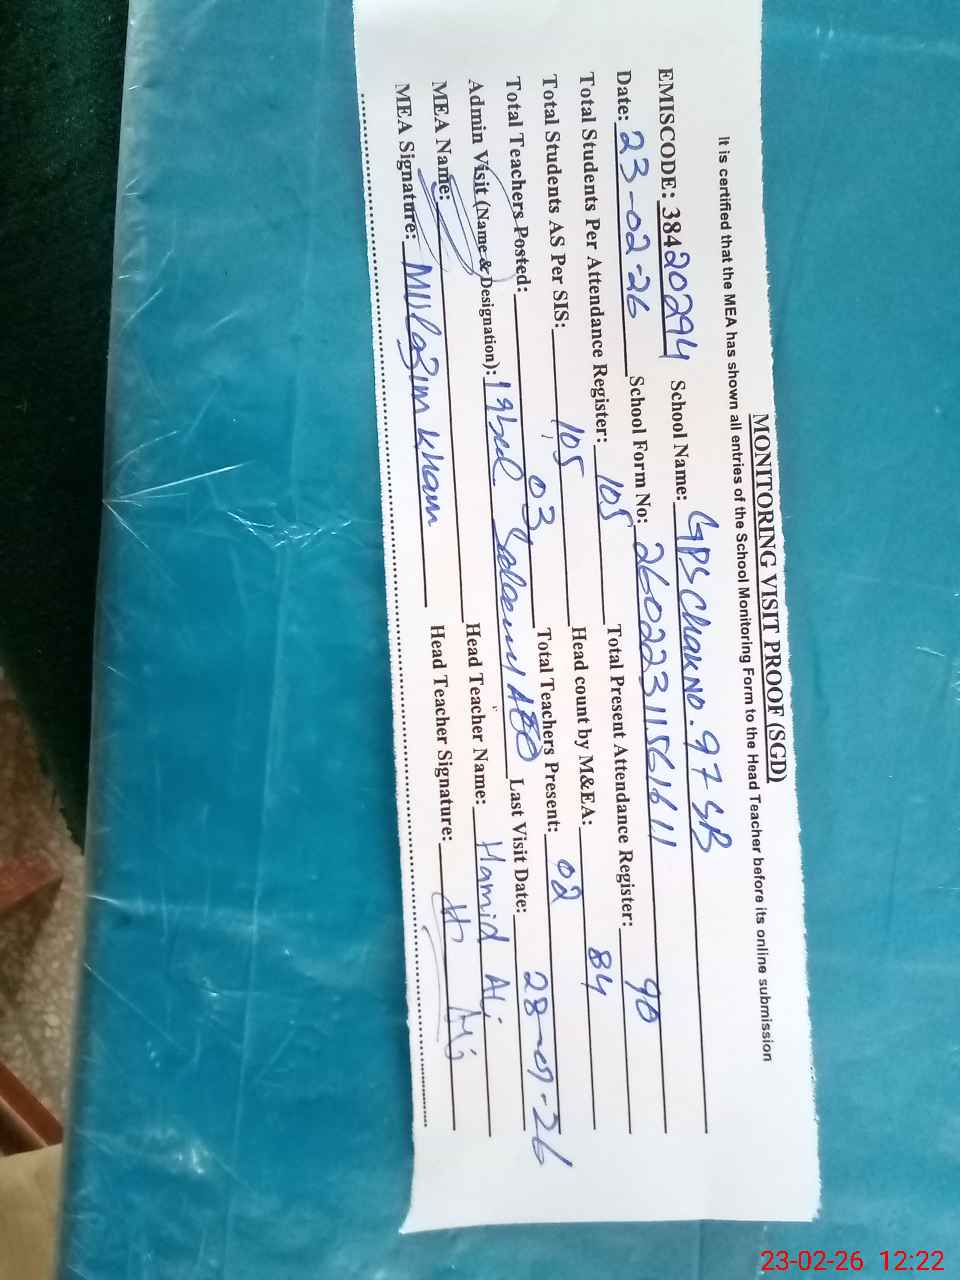 MONITORING VISIT PROOF (SGD)
It is certified that the MEA has shown all entries of the School Monitoring Form to the Head Teacher before its online submission
EMISCODE: 38420294 School Name: GPS Chak No. 97 SB
Date: 23-02-26 School Form No: 26022311561611
Total Students Per Attendance Register: 105 Total Present Attendance Register: 90
Total Students AS Per SIS: 105 Head count by M&EA: 84
Total Teachers Posted: 03 Total Teachers Present: 02
Admin Visit (Name & Designation): Last Visit Date: 28-01-26
MEA Name: Head Teacher Name: Hamid Ali
MEA Signature: Mulazim Kham Head Teacher Signature:
23-02-26 12:22